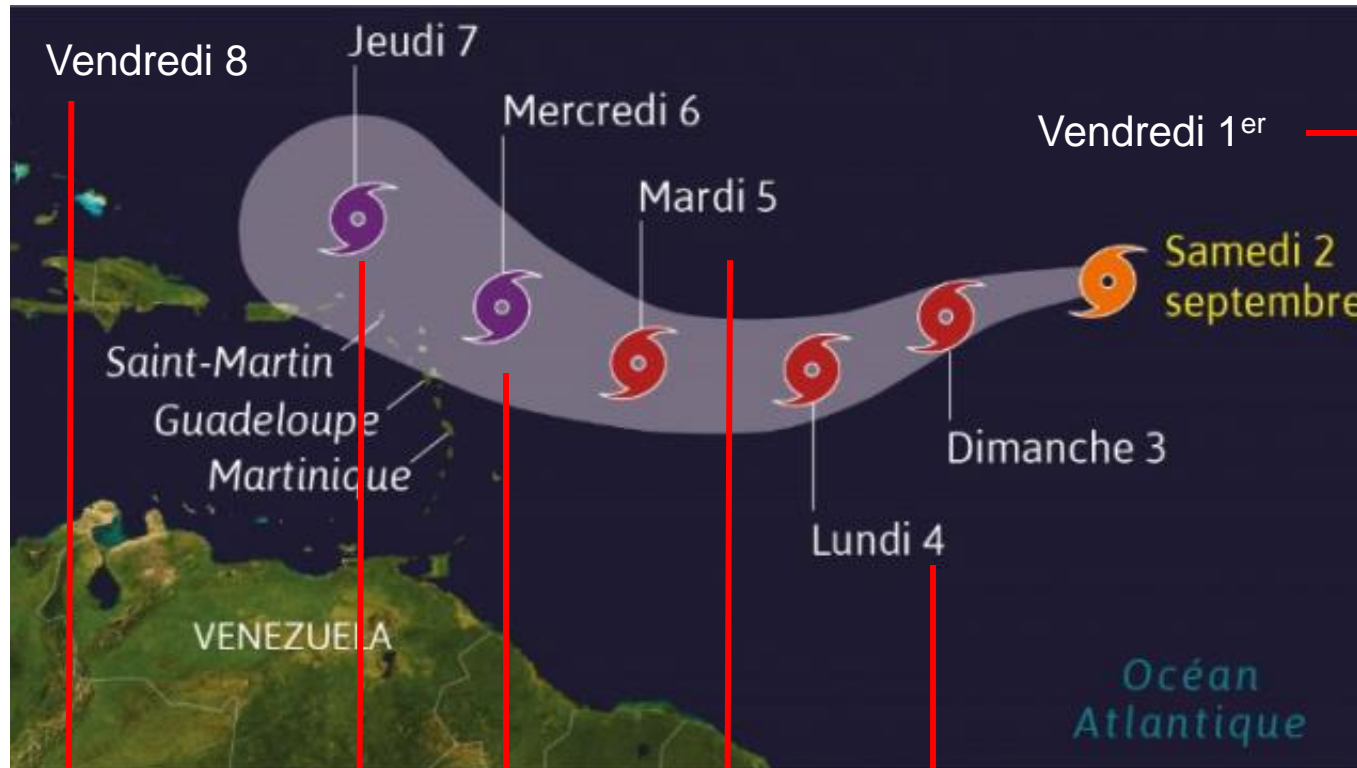 Vendredi 8
Jeudi 7
Mercredi 6
Vendredi 1er
Mardi 5
Samedi 2
septembre
Saint-Martin
Guadeloupe
Martinique
Dimanche 3
Lundi 4
VENEZUELA
Océan
Atlantique